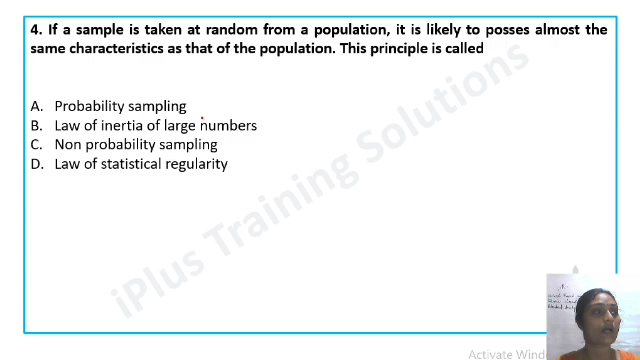 4. If a sample is taken at random from a population, it is likely to posses almost the
same characteristics as that of the population. This principle is called
A. Probability sampling
B. Law of inertia of large numbers
C. Non probability sampling
D. Law of statistical regularity
iPlus Training Solutions
Activate Wind